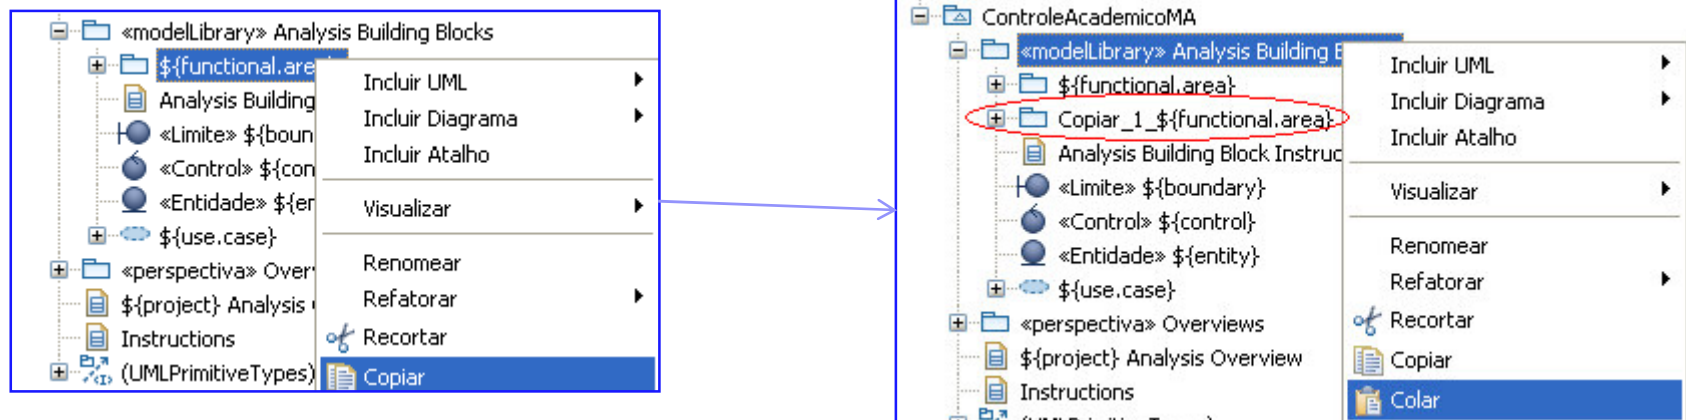 «modelLibrary» Analysis Building Blocks
${functional.are
Analysis Building
«Limite» ${boun
«Control» ${con
«Entidade» ${er
${use.case}
«perspectiva» Over
${project} Analysis
Instructions
(UMLPrimitiveTypes)
Incluir UML
Incluir Diagrama
Incluir Atalho
Visualizar
Renomear
Refatorar
Recortar
Copiar
ControleAcademicoMA
«modelLibrary» Analysis Building B
${functional.area}
Copiar_1_${functional.area}
Analysis Building Block Instruc
«Limite» ${boundary}
«Control» ${control}
«Entidade» ${entity}
${use.case}
«perspectiva» Overviews
${project} Analysis Overview
Instructions
Incluir UML
Incluir Diagrama
Incluir Atalho
Visualizar
Renomear
Refatorar
Recortar
Copiar
Colar